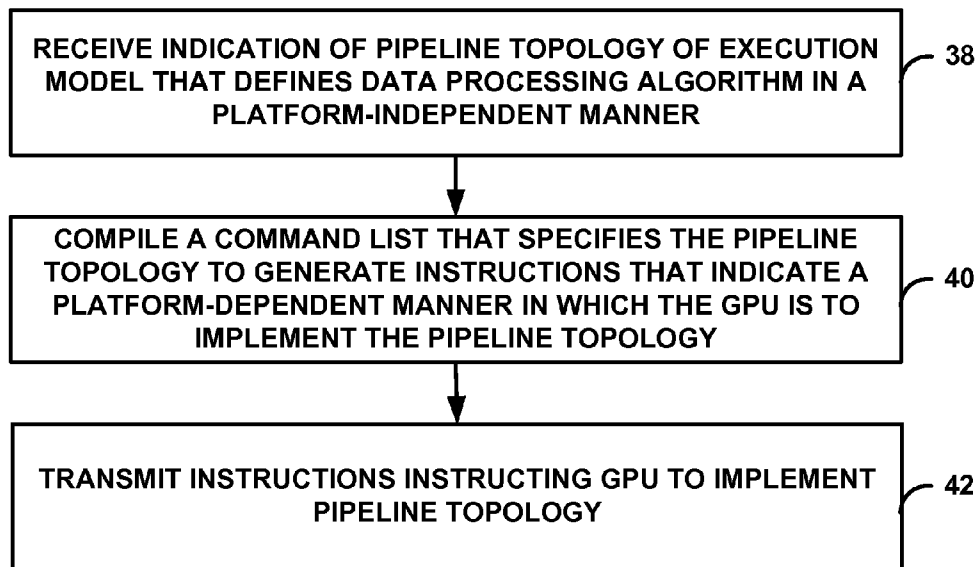 RECEIVE INDICATION OF PIPELINE TOPOLOGY OF EXECUTION
MODEL THAT DEFINES DATA PROCESSING ALGORITHM IN A
PLATFORM-INDEPENDENT MANNER
38
COMPILE A COMMAND LIST THAT SPECIFIES THE PIPELINE
TOPOLOGY TO GENERATE INSTRUCTIONS THAT INDICATE A
PLATFORM-DEPENDENT MANNER IN WHICH THE GPU IS TO
IMPLEMENT THE PIPELINE TOPOLOGY
40
TRANSMIT INSTRUCTIONS INSTRUCTING GPU TO IMPLEMENT
PIPELINE TOPOLOGY
42